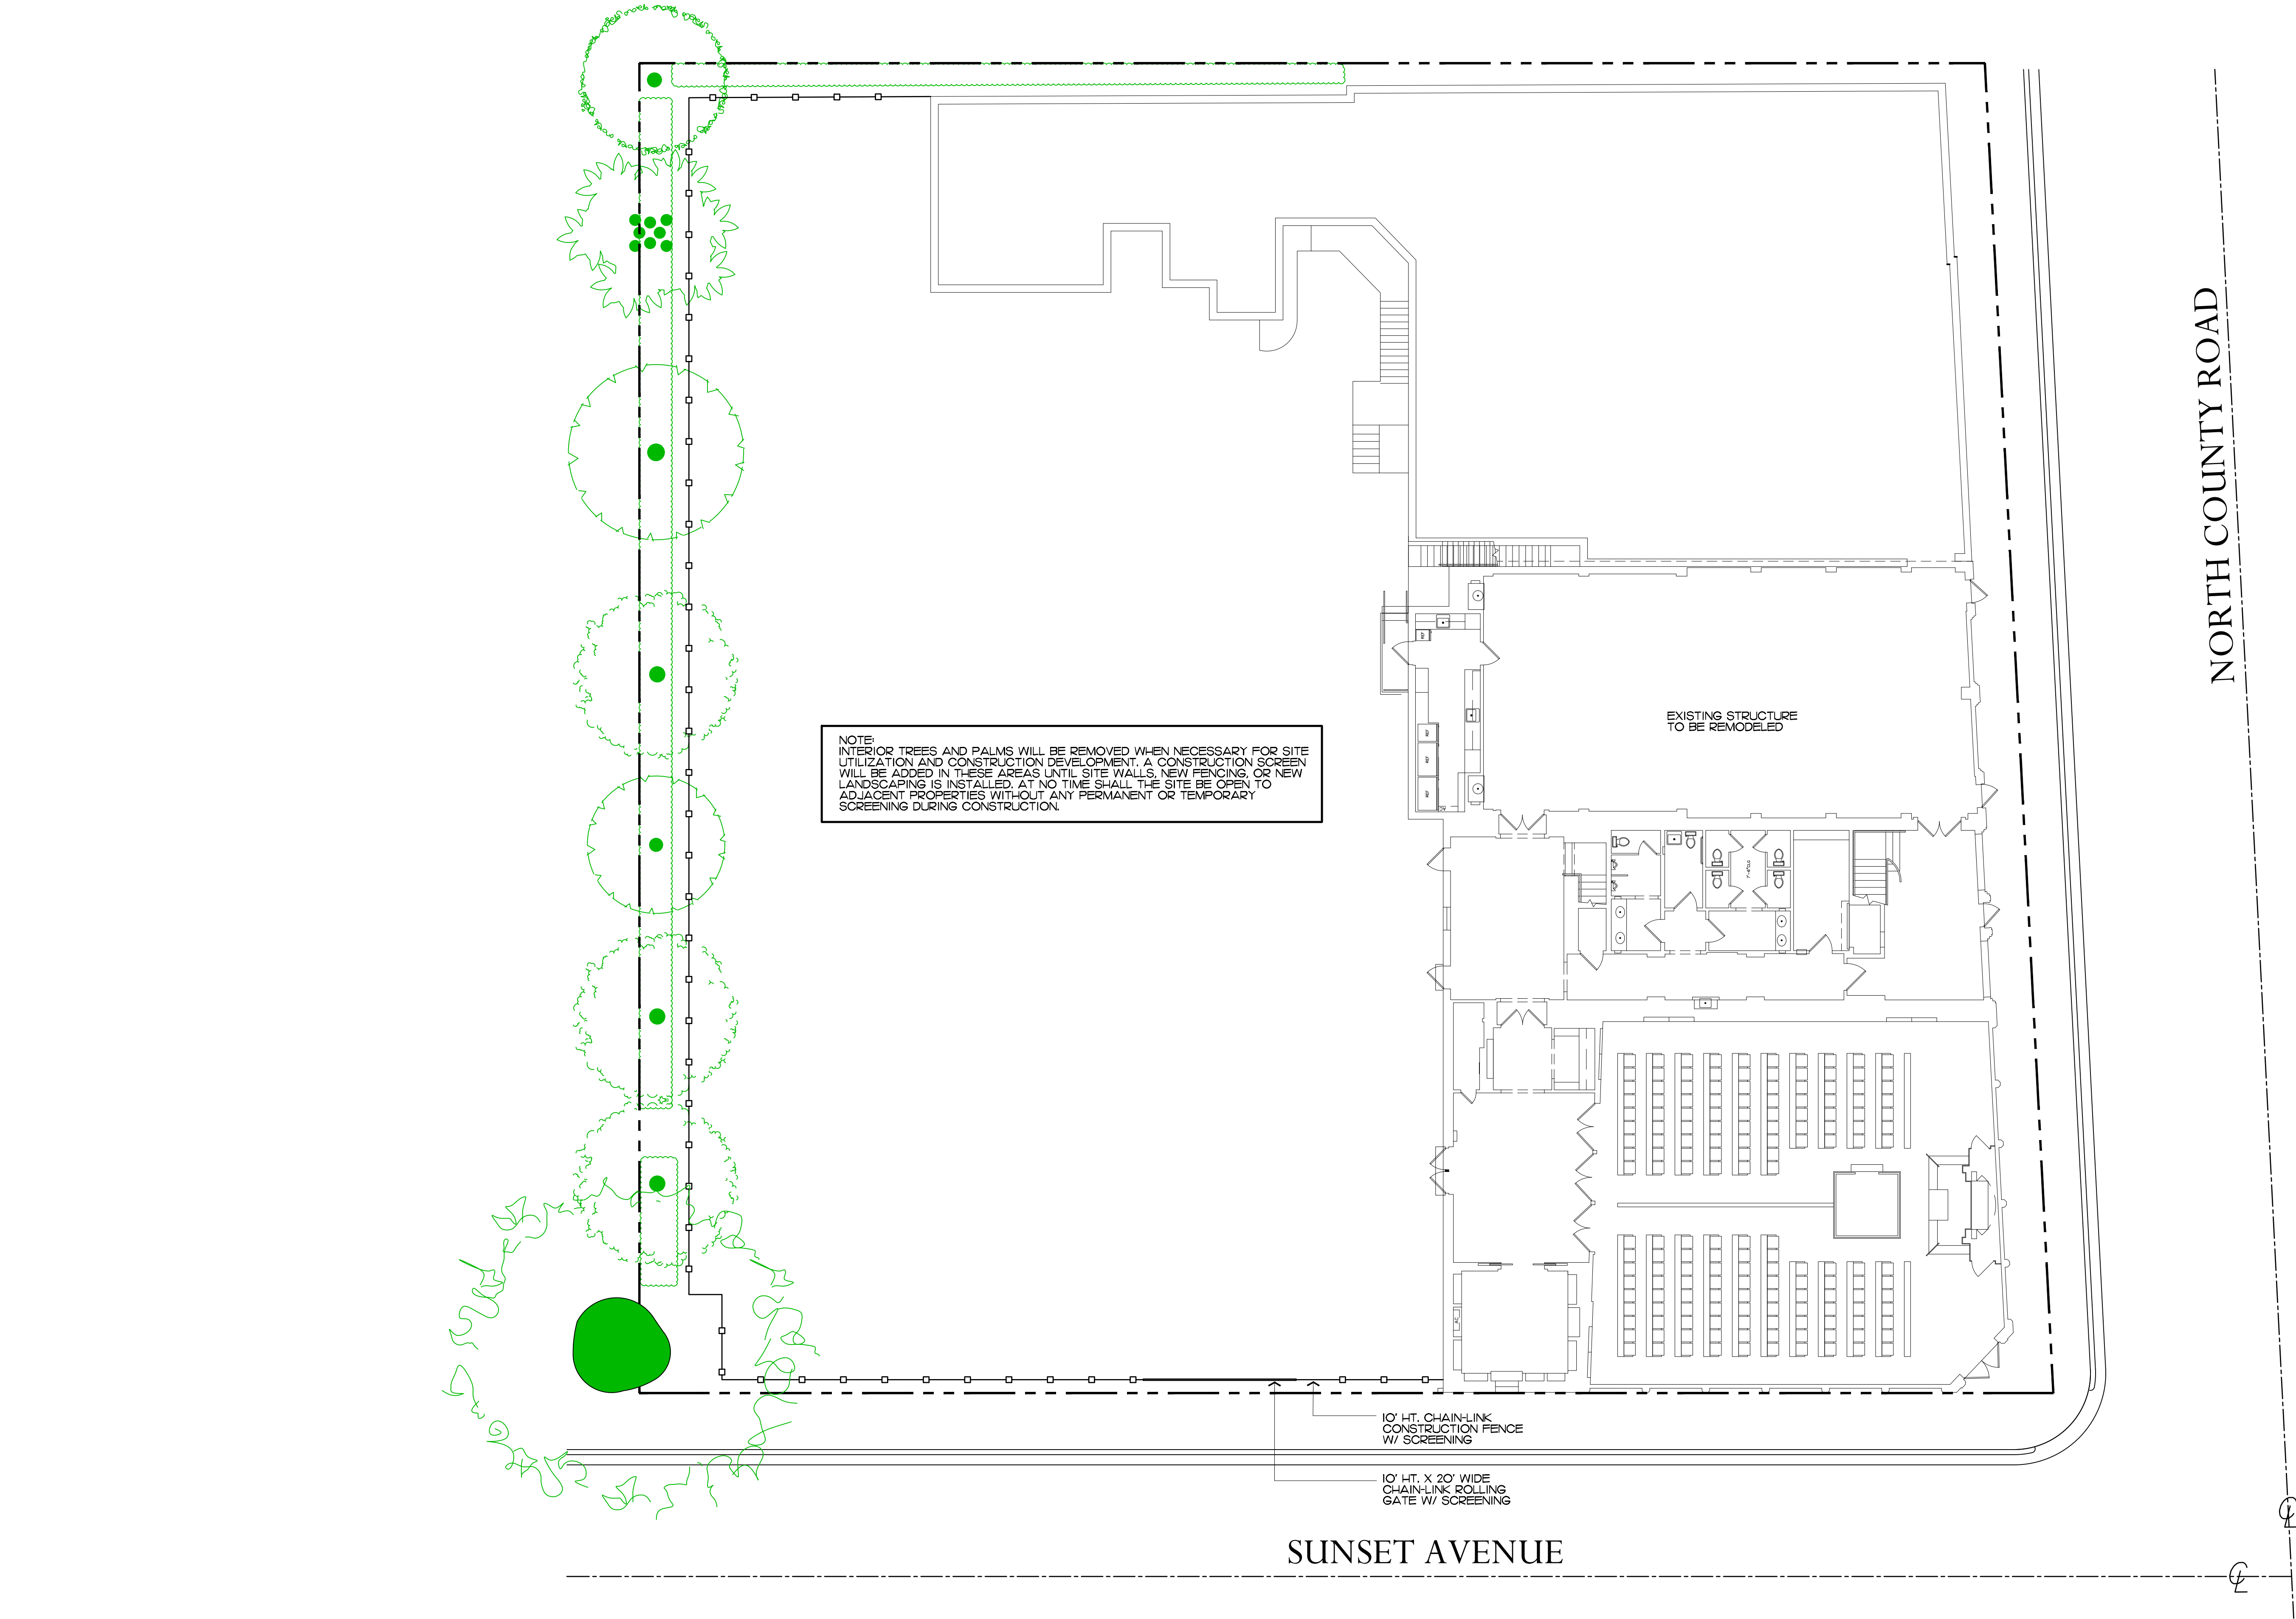 NORTH COUNTY ROAD
REF
EXISTING STRUCTURE
TO BE REMODELED
NOTE:
INTERIOR TREES AND PALMS WILL BE REMOVED WHEN NECESSARY FOR SITE
UTILIZATION AND CONSTRUCTION DEVELOPMENT. A CONSTRUCTION SCREEN
WILL BE ADDED IN THESE AREAS UNTIL SITE WALLS, NEW FENCING, OR NEW
LANDSCAPING IS INSTALLED. AT NO TIME SHALL THE SITE BE OPEN TO
ADJACENT PROPERTIES WITHOUT ANY PERMANENT OR TEMPORARY
SCREENING DURING CONSTRUCTION.
REF
REF
REF
10' HT. CHAIN-LINK
CONSTRUCTION FENCE
W/ SCREENING
10' HT. X 20' WIDE
CHAIN-LINK ROLLING
GATE W/ SCREENING
SUNSET AVENUE